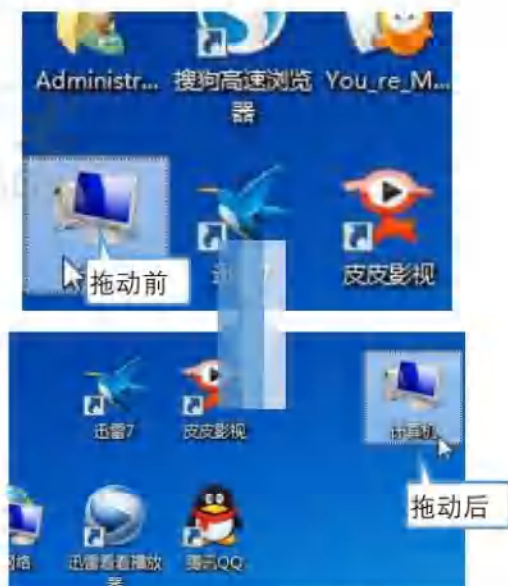 Administr...
搜狗高速浏览
器
You_re_M...
拖动前
皮皮影视
迅雷7
皮皮影视
计算机
拖动后
迅雷看看播放
器
腾讯QQ